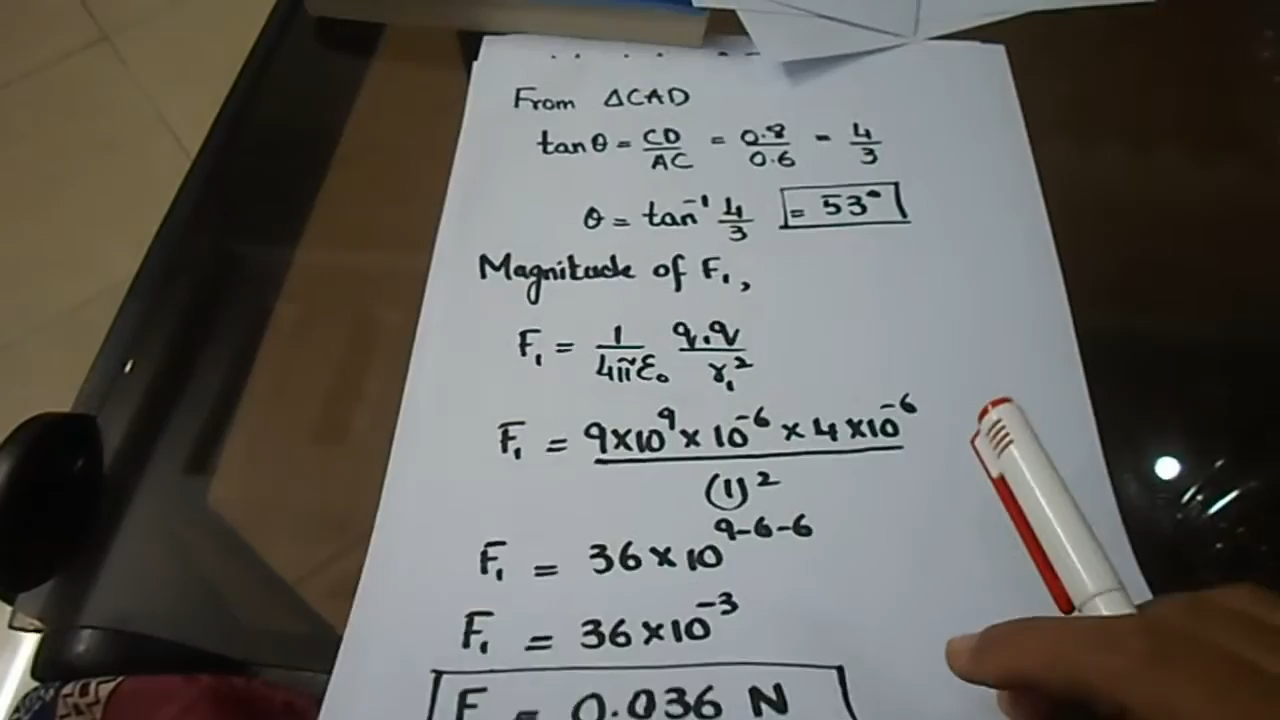 From ΔCAD
tanθ = CD/AC = 0.8/0.6 = 4/3
θ = tan⁻¹ 4/3 = 53°
Magnitude of F₁,
F₁ = 1/4πε₀ q₁q/r₁²
F₁ = 9×10⁹×10⁻⁶×4×10⁻⁶/(1)²
F₁ = 36×10⁹⁻⁶⁻⁶
F₁ = 36×10⁻³
F = 0.036 N